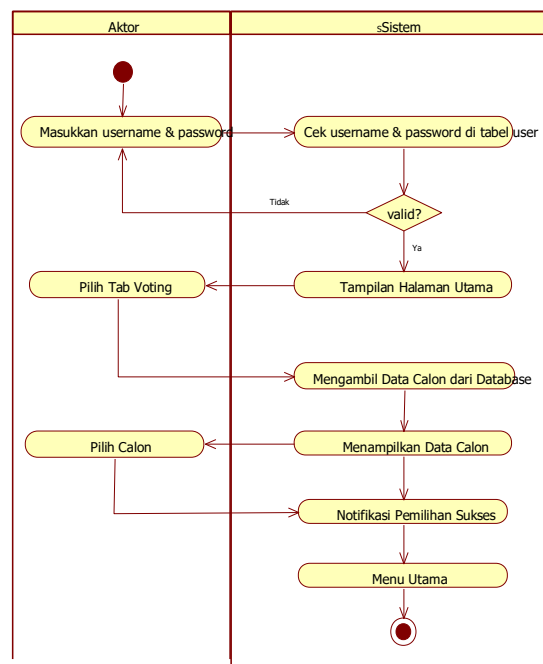 Aktor
sSistem
Masukkan username & password
Cek username & password di tabel user
valid?
Tidak
Ya
Pilih Tab Voting
Tampilan Halaman Utama
Mengambil Data Calon dari Database
Pilih Calon
Menampilkan Data Calon
Notifikasi Pemilihan Sukses
Menu Utama